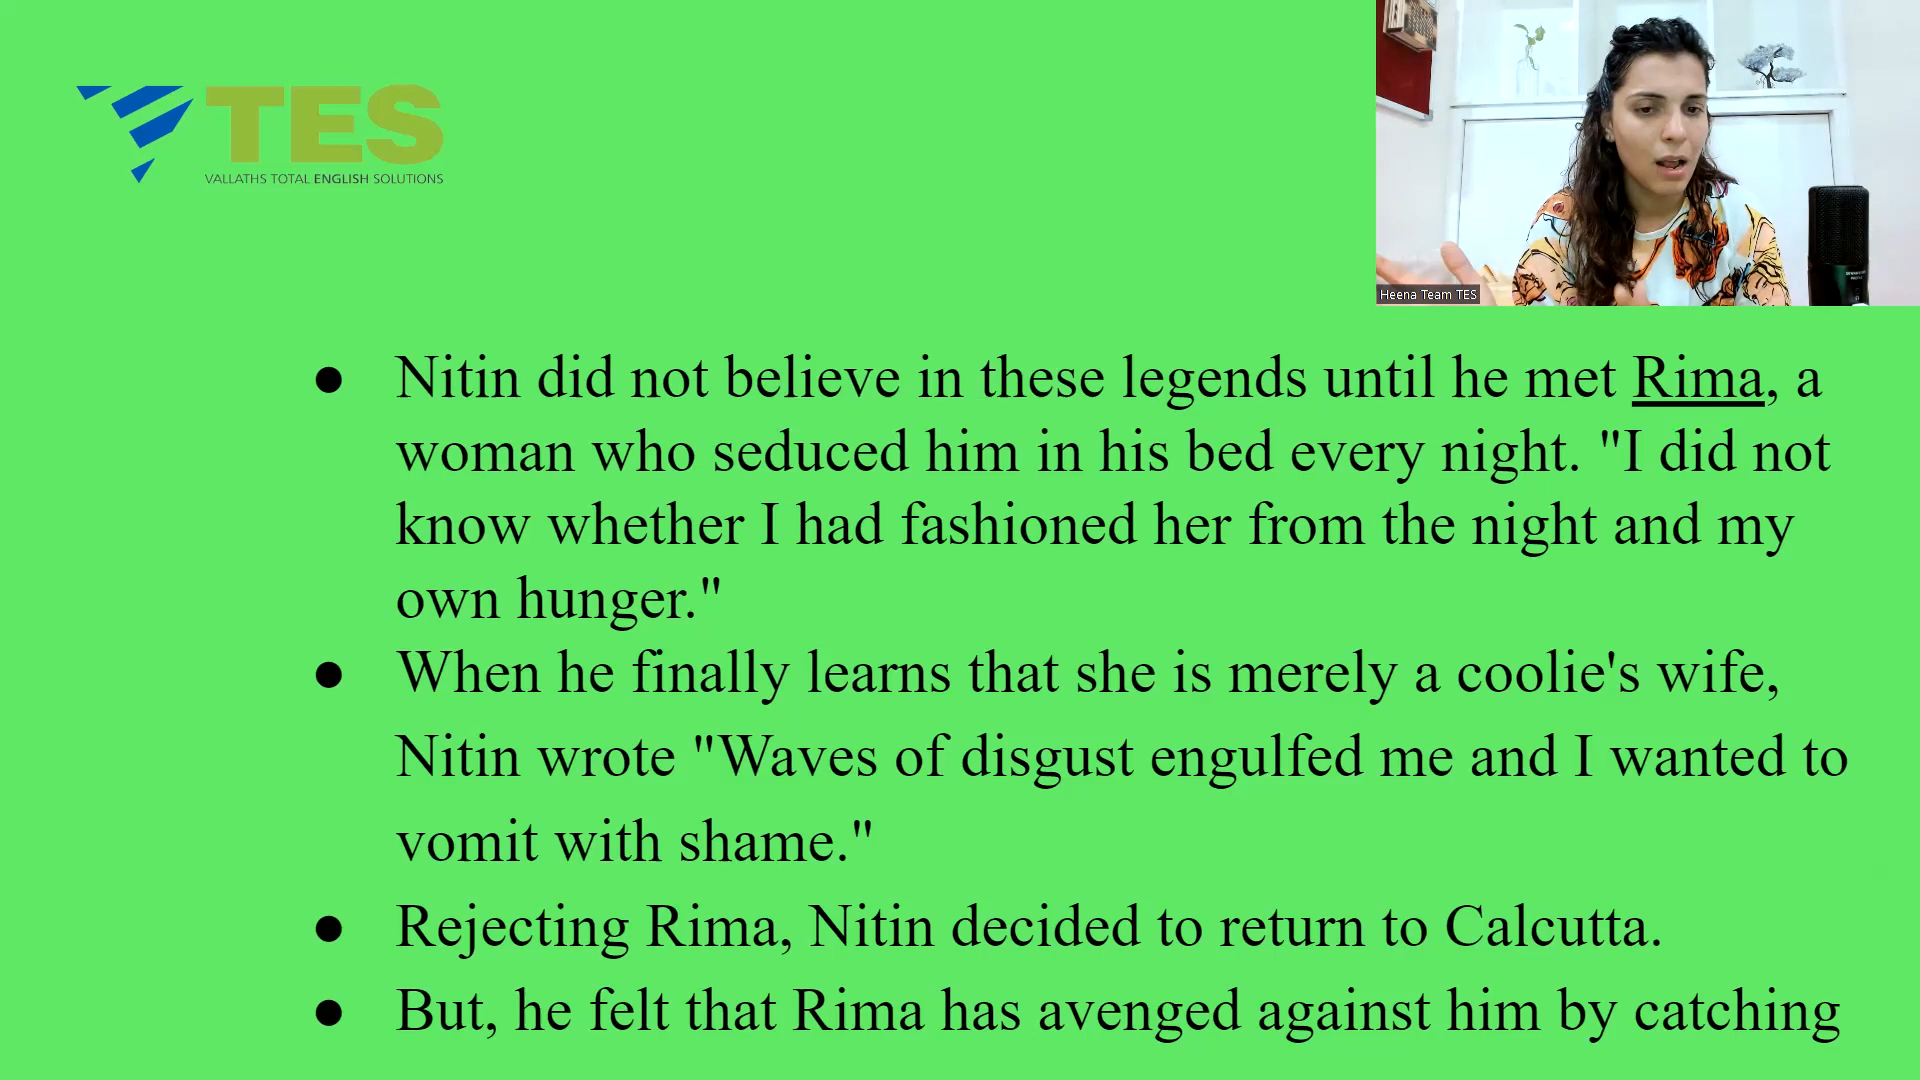 TES
VALLATHS TOTAL ENGLISH SOLUTIONS
Heena Team TES
● Nitin did not believe in these legends until he met Rima, a
woman who seduced him in his bed every night. "I did not
know whether I had fashioned her from the night and my
own hunger."
● When he finally learns that she is merely a coolie's wife,
Nitin wrote "Waves of disgust engulfed me and I wanted to
vomit with shame."
● Rejecting Rima, Nitin decided to return to Calcutta.
● But, he felt that Rima has avenged against him by catching